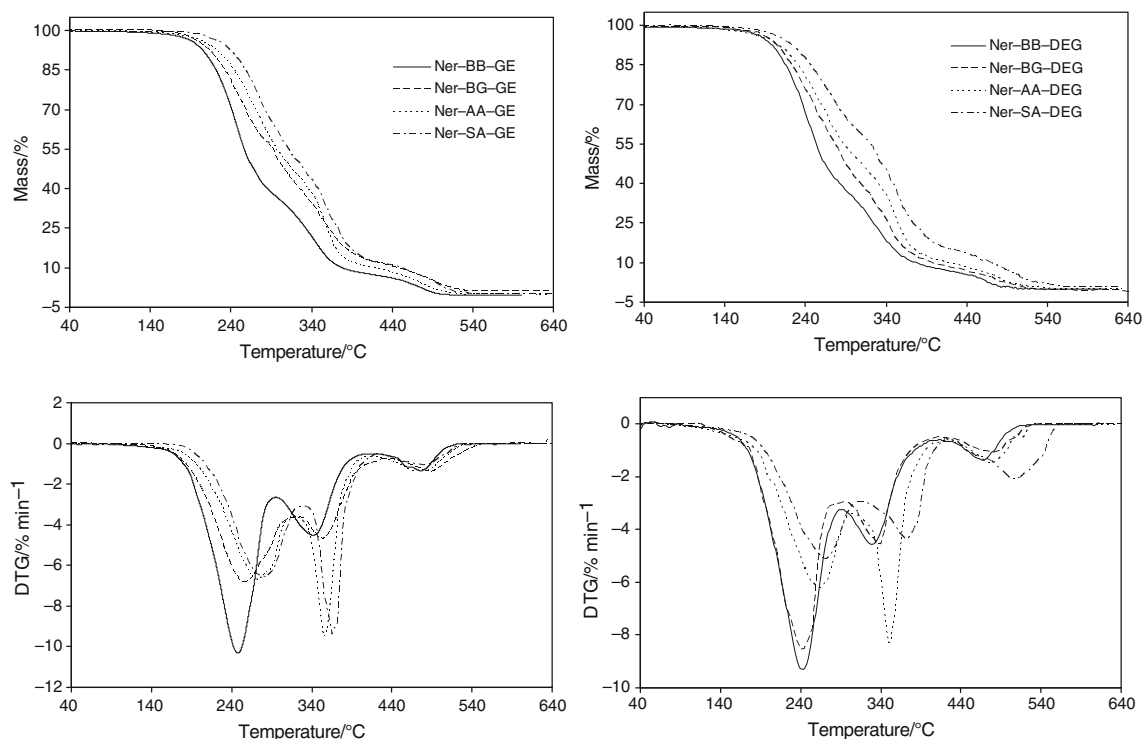 100
85
70
55
40
25
10
–5
Mass/%
Ner–BB–GE
Ner–BG–GE
Ner–AA–GE
Ner–SA–GE
40 140 240 340 440 540 640
Temperature/°C
100
85
70
55
40
25
10
–5
Mass/%
Ner–BB–DEG
Ner–BG–DEG
Ner–AA–DEG
Ner–SA–DEG
40 140 240 340 440 540 640
Temperature/°C
2
0
–2
–4
–6
–8
–10
–12
DTG/% min–1
40 140 240 340 440 540 640
Temperature/°C
0
–2
–4
–6
–8
–10
DTG/% min–1
40 140 240 340 440 540 640
Temperature/°C